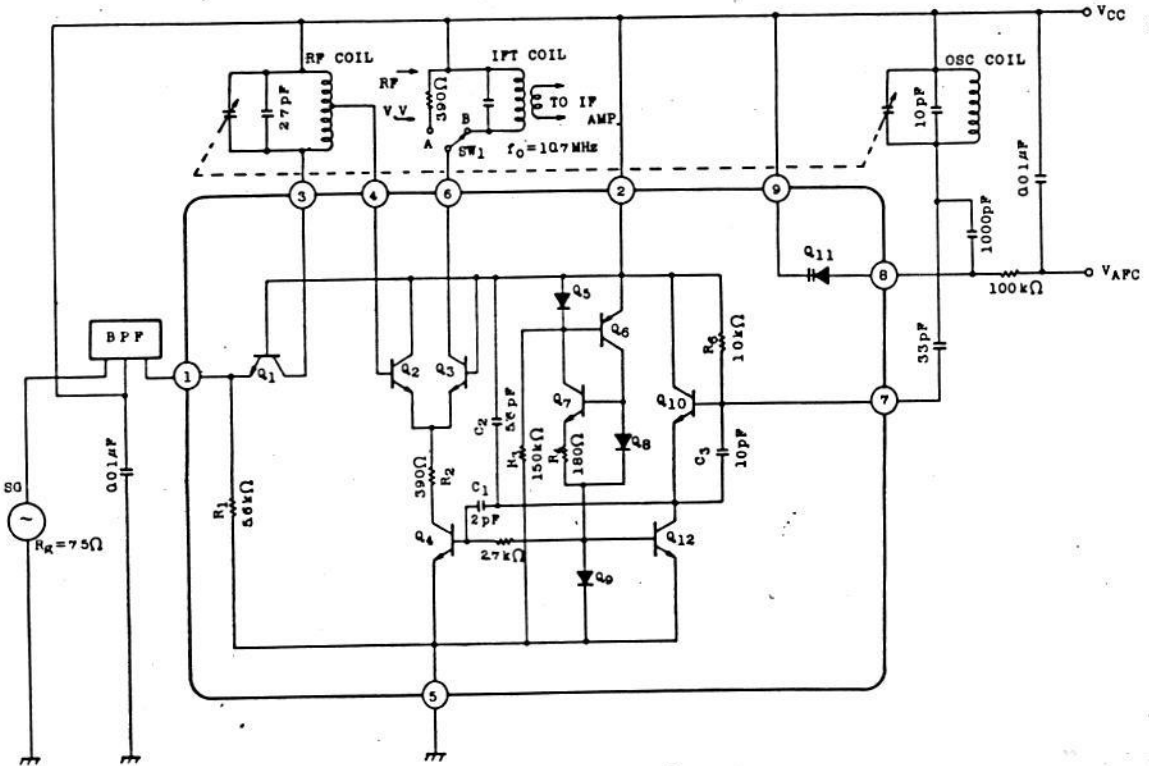 VCC
RF COIL
IFT COIL
OSC COIL
27pF
RF
390Ω
V.V
A
B
SW1
TO IF
AMP.
f0=10.7MHz
10pF
0.01μF
1000pF
3
4
6
2
9
Q11
8
VAFC
100kΩ
BPF
1
Q1
Q2
Q3
Q5
Q6
R6
10kΩ
33pF
Q7
Q10
7
C2
5.6pF
R3
150kΩ
180Ω
Q8
C3
10pF
SG
0.01μF
Rg=75Ω
R1
5.6kΩ
390Ω
R2
C1
2pF
Q4
2.7kΩ
Q12
Q9
5